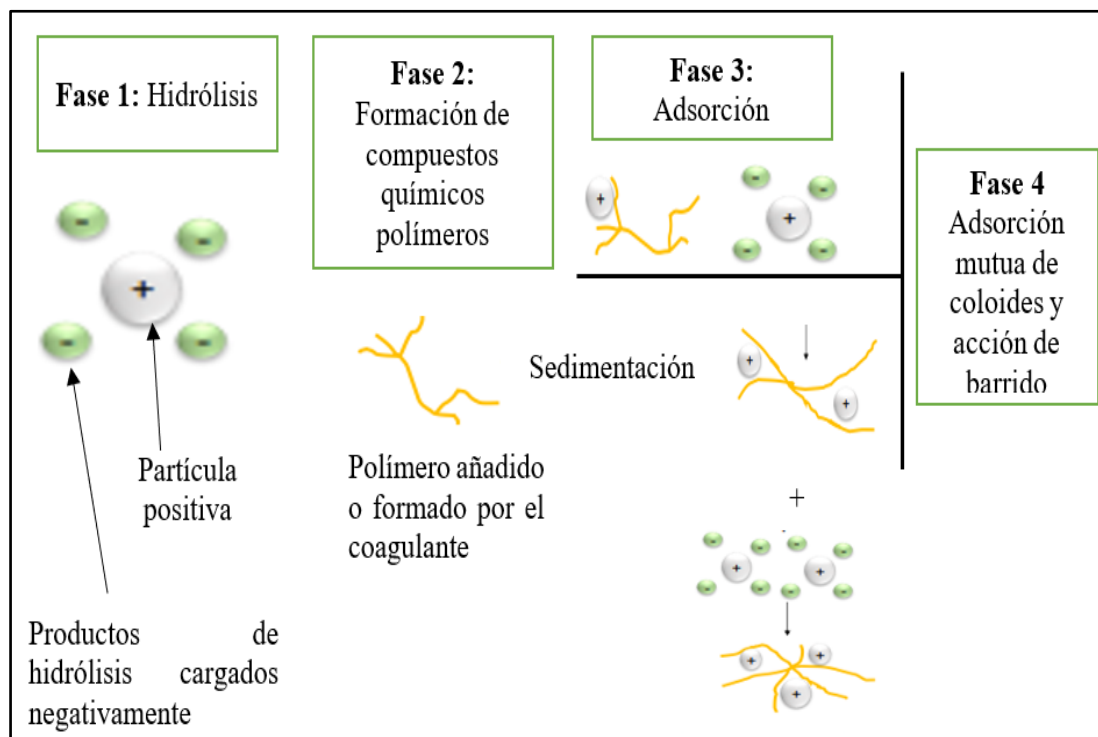 Fase 1: Hidrólisis
Partícula
positiva
Productos de
hidrólisis cargados
negativamente
Fase 2:
Formación de
compuestos
químicos
polímeros
Polímero añadido
o formado por el
coagulante
Fase 3:
Adsorción
Sedimentación
Fase 4
Adsorción
mutua de
coloides y
acción de
barrido
- -
+
- -
+
- -
+
- -
+
+
+
- - - -
+ +
- - - -
+ +
+